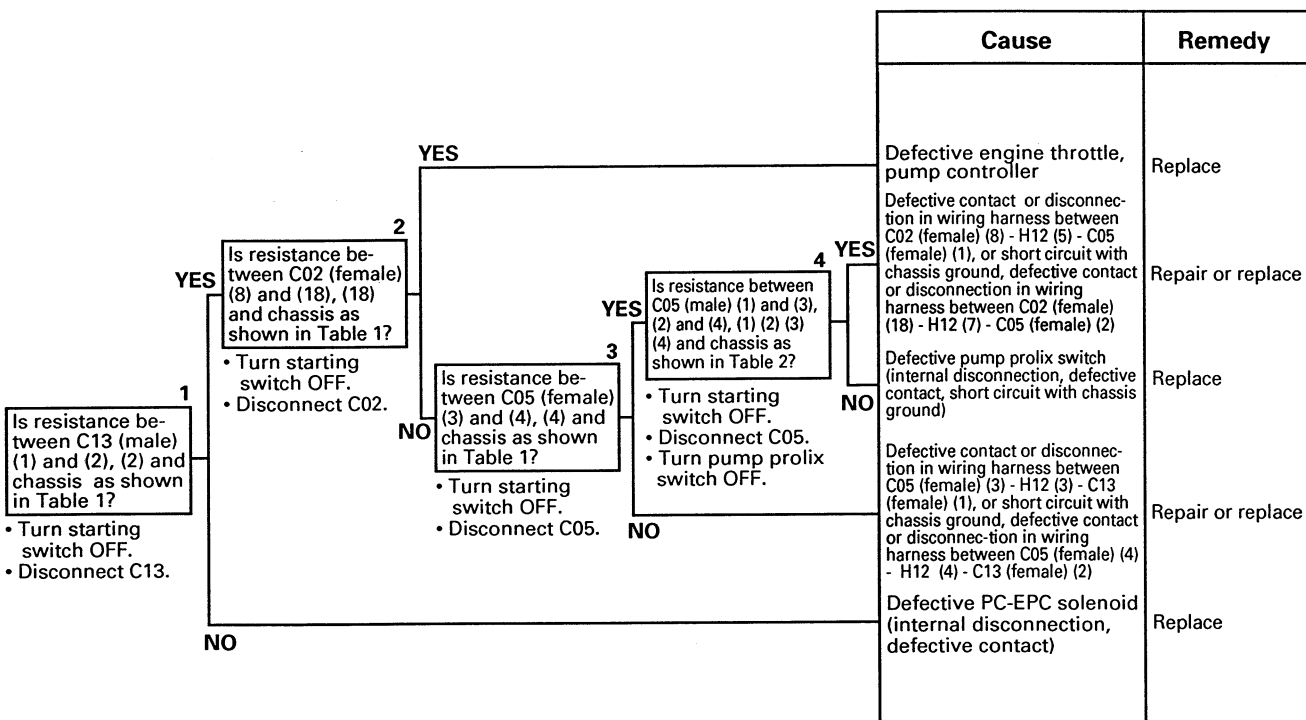 Cause
Remedy
YES
Defective engine throttle,
pump controller
Replace
2
Is resistance be-
tween C02 (female)
(8) and (18), (18)
and chassis as
shown in Table 1?
YES
• Turn starting
switch OFF.
• Disconnect C02.
Defective contact or disconnec-
tion in wiring harness between
C02 (female) (8) - H12 (5) - C05
(female) (1), or short circuit with
chassis ground, defective contact
or disconnection in wiring
harness between C02 (female)
(18) - H12 (7) - C05 (female) (2)
Repair or replace
4
YES
Is resistance between
C05 (male) (1) and (3),
(2) and (4), (1) (2) (3)
(4) and chassis as
shown in Table 2?
YES
• Turn starting
switch OFF.
• Disconnect C05.
• Turn pump prolix
switch OFF.
NO
Defective pump prolix switch
(internal disconnection, defective
contact, short circuit with chassis
ground)
Replace
3
Is resistance be-
tween C05 (female)
(3) and (4), (4) and
chassis as shown
in Table 1?
NO
• Turn starting
switch OFF.
• Disconnect C05.
NO
Defective contact or disconnec-
tion in wiring harness between
C05 (female) (3) - H12 (3) - C13
(female) (1), or short circuit with
chassis ground, defective contact
or disconnec-tion in wiring
harness between C05 (female) (4)
- H12 (4) - C13 (female) (2)
Repair or replace
1
Is resistance be-
tween C13 (male)
(1) and (2), (2) and
chassis as shown
in Table 1?
• Turn starting
switch OFF.
• Disconnect C13.
NO
Defective PC-EPC solenoid
(internal disconnection,
defective contact)
Replace